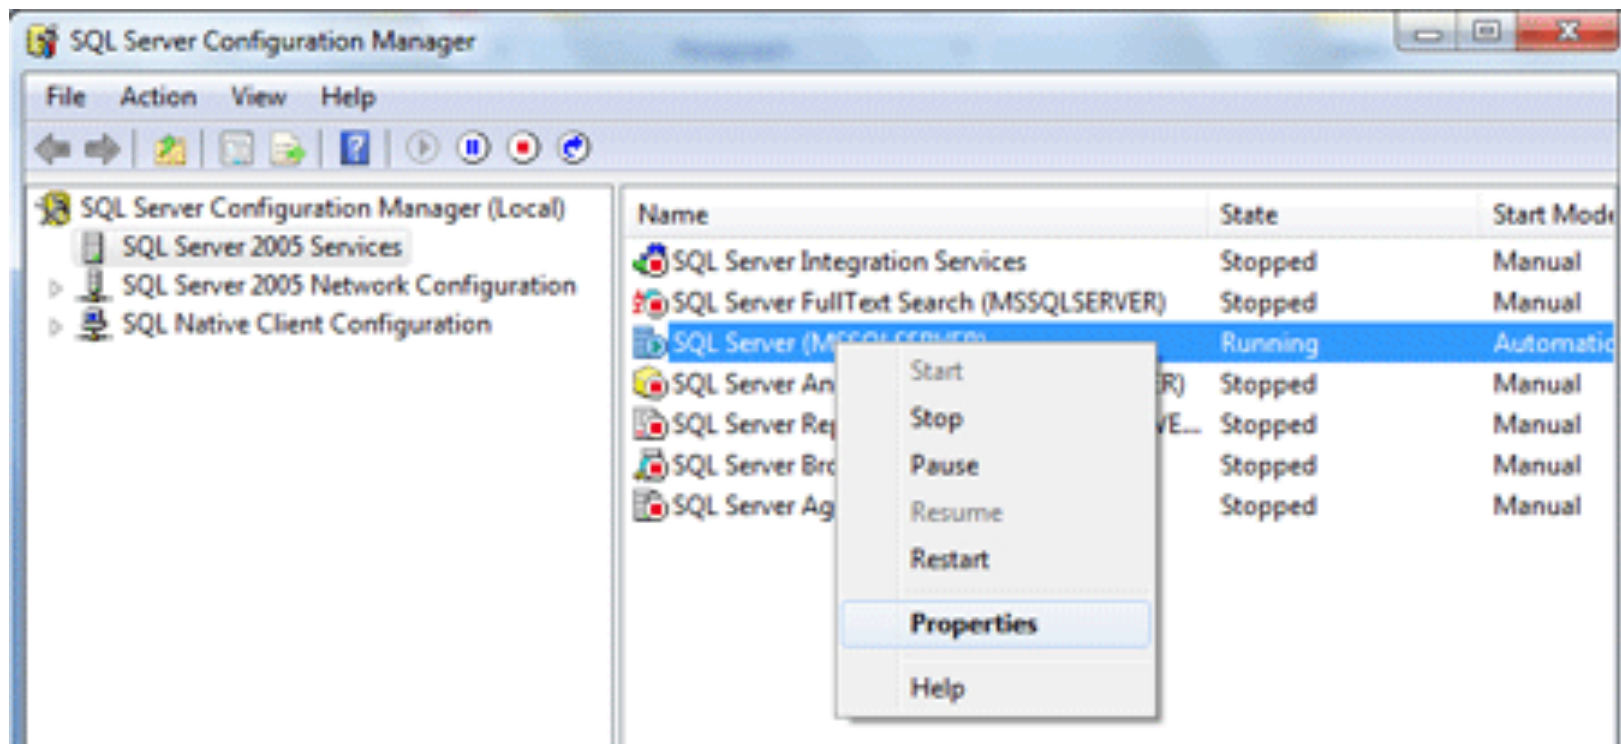 SQL Server Configuration Manager
File Action View Help
SQL Server Configuration Manager (Local)
SQL Server 2005 Services
SQL Server 2005 Network Configuration
SQL Native Client Configuration
Name State Start Mode
SQL Server Integration Services Stopped Manual
SQL Server FullText Search (MSSQLSERVER) Stopped Manual
SQL Server (MSSQLSERVER) Running Automatic
SQL Server An R) Stopped Manual
SQL Server Rep VE... Stopped Manual
SQL Server Bro Stopped Manual
SQL Server Ag Stopped Manual
Start
Stop
Pause
Resume
Restart
Properties
Help